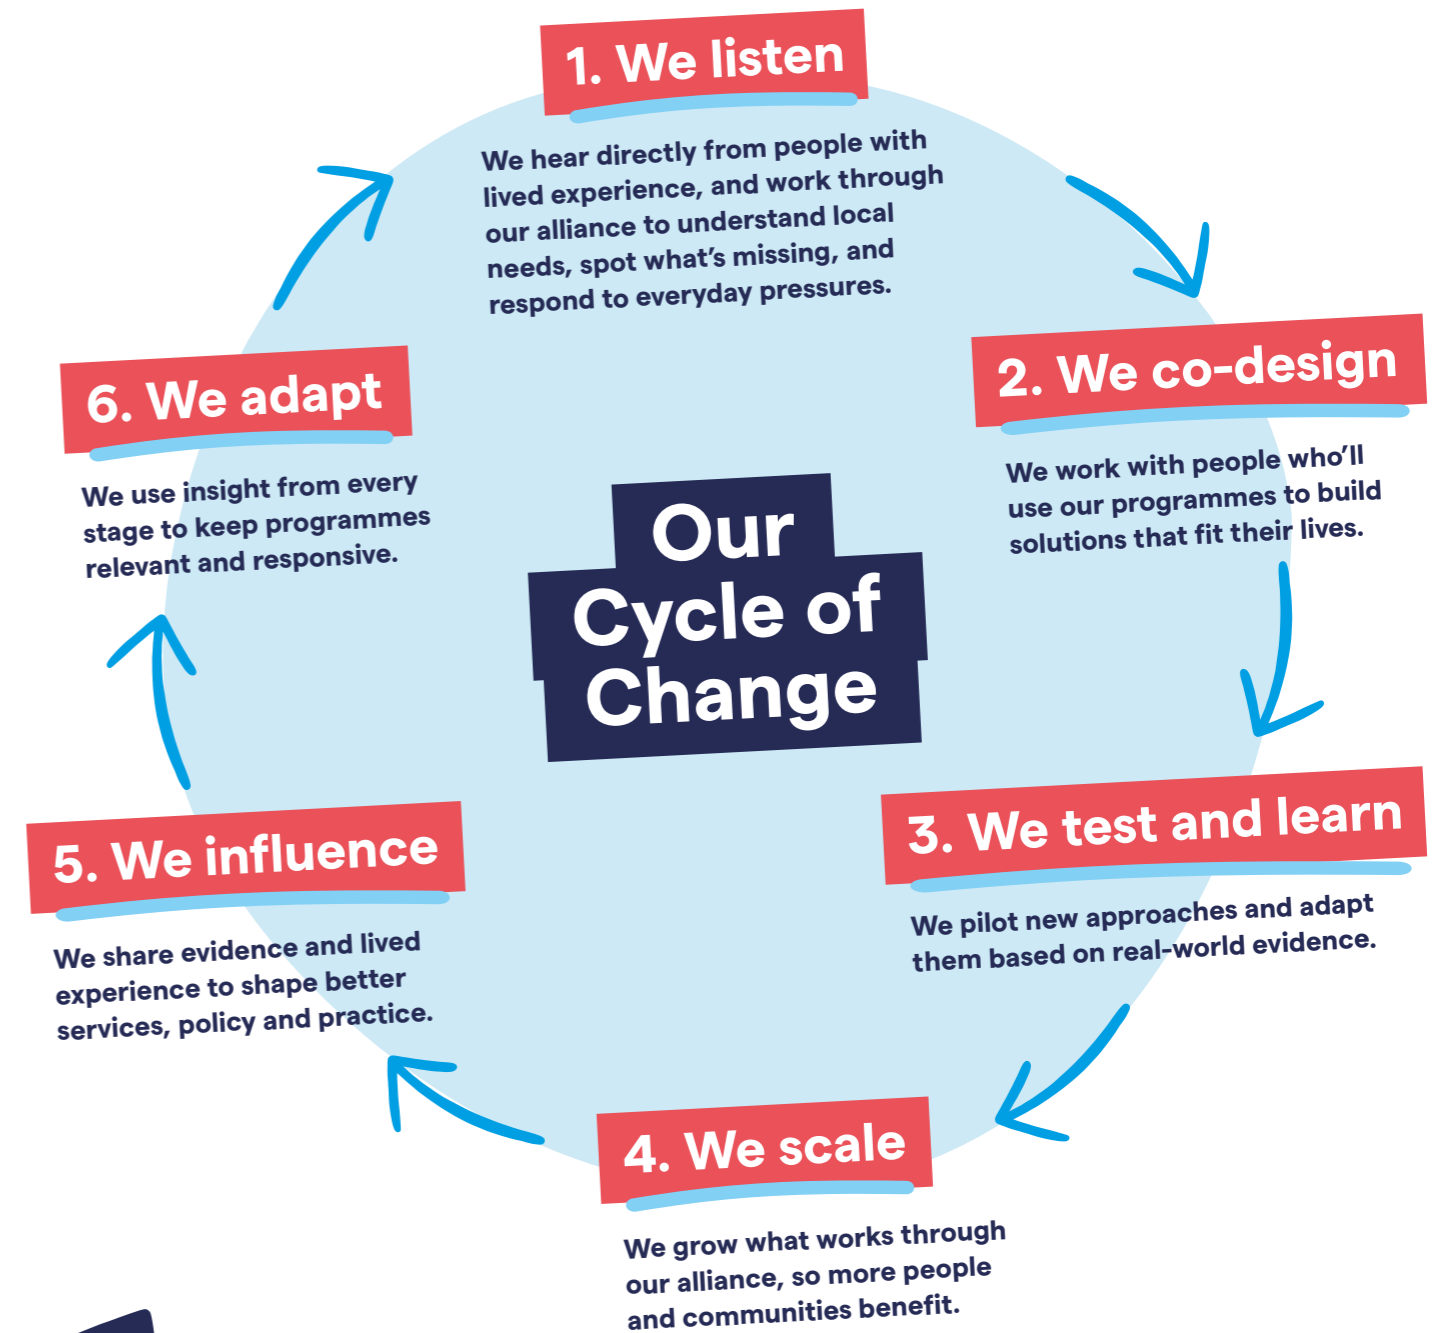 1. We listen
We hear directly from people with
lived experience, and work through
our alliance to understand local
needs, spot what’s missing, and
respond to everyday pressures.
2. We co-design
We work with people who’ll
use our programmes to build
solutions that fit their lives.
3. We test and learn
We pilot new approaches and adapt
them based on real-world evidence.
4. We scale
We grow what works through
our alliance, so more people
and communities benefit.
5. We influence
We share evidence and lived
experience to shape better
services, policy and practice.
6. We adapt
We use insight from every
stage to keep programmes
relevant and responsive.
Our
Cycle of
Change